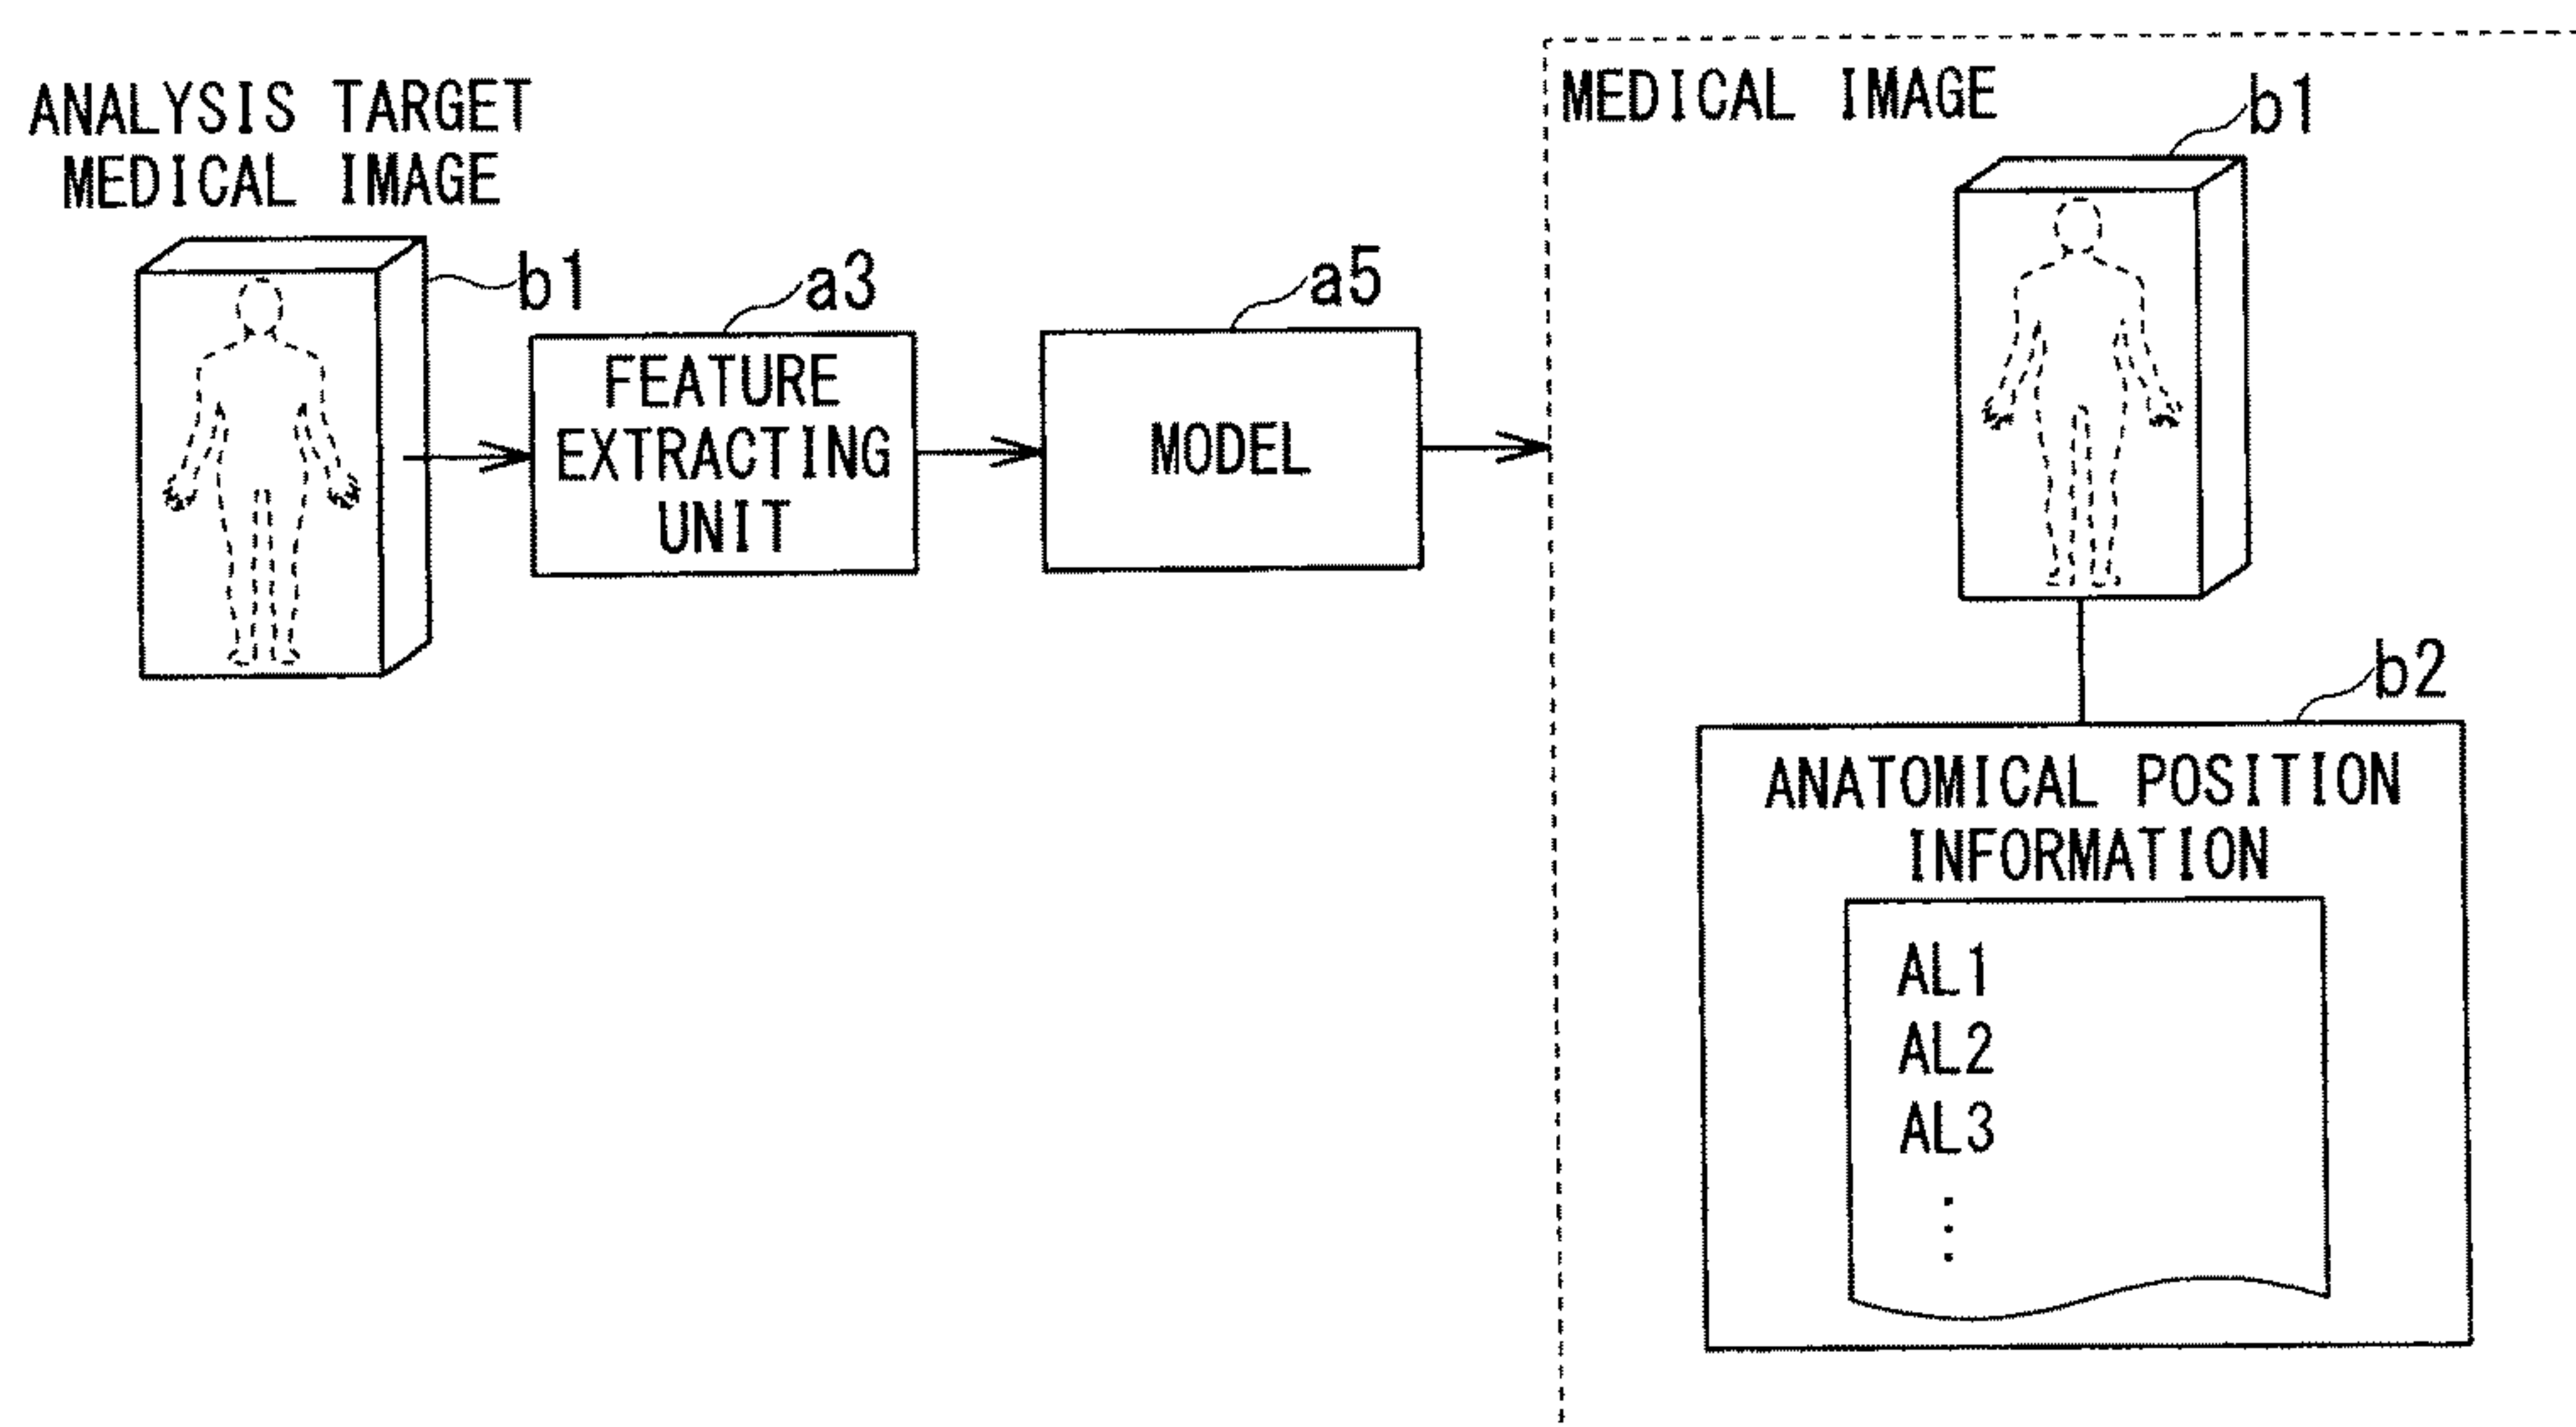 ANALYSIS TARGET
MEDICAL IMAGE
b1
a3
FEATURE
EXTRACTING
UNIT
a5
MODEL
MEDICAL IMAGE
b1
b2
ANATOMICAL POSITION
INFORMATION
AL1
AL2
AL3